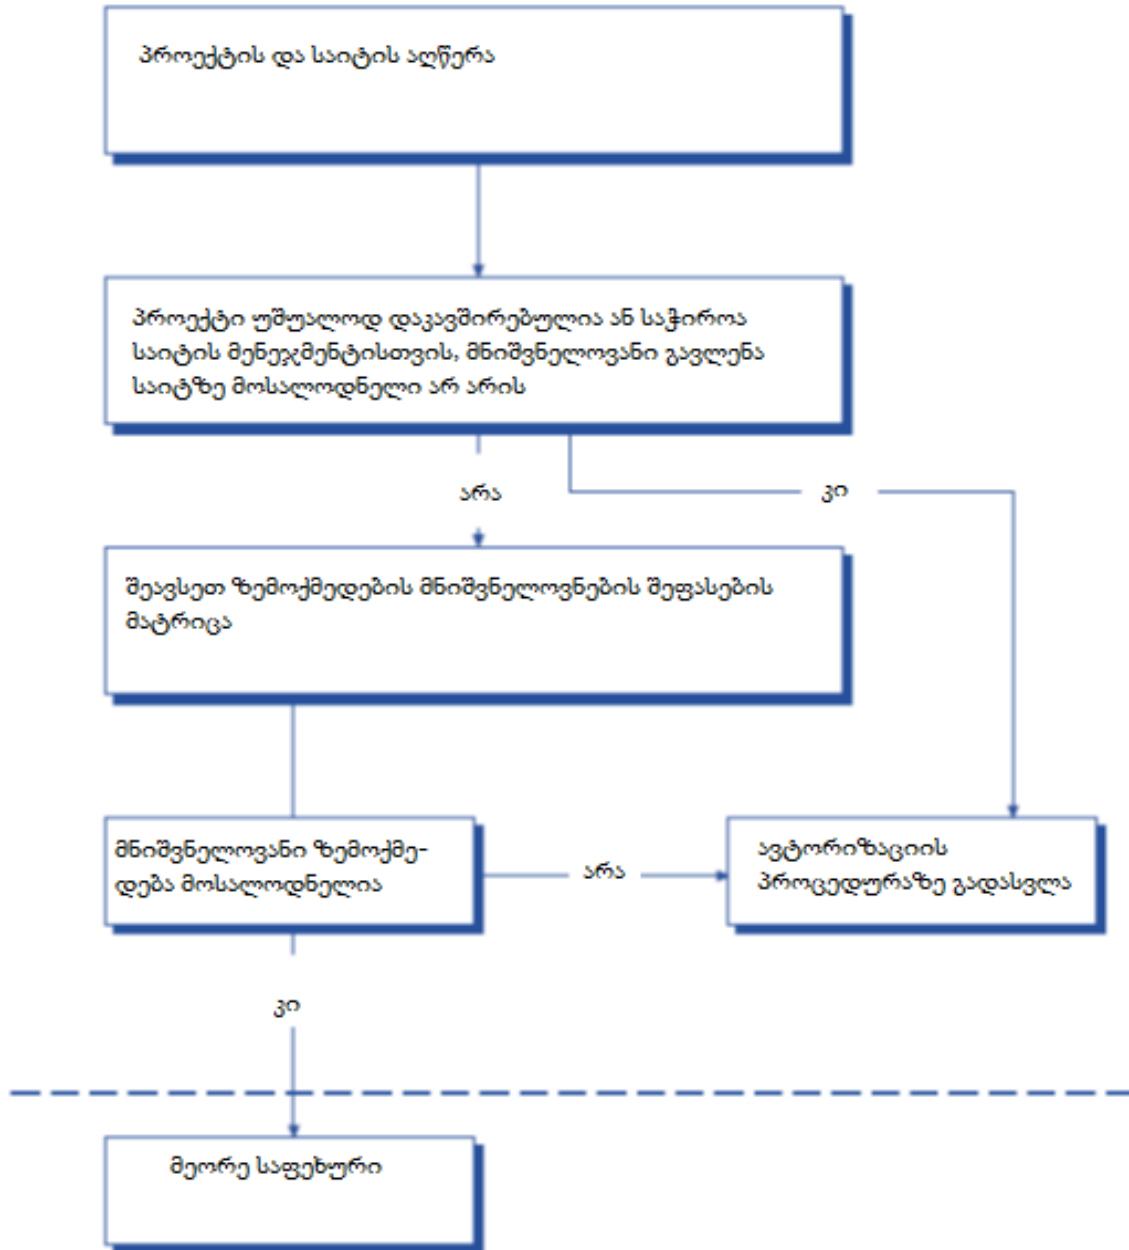 პროექტის და საიტის აღწერა
პროექტი უშუალოდ დაკავშირებულია ან საჭიროა
საიტის მენეჯმენტისთვის, მნიშვნელოვანი გავლენა
საიტზე მოსალოდნელი არ არის
არა
კი
შეავსეთ ზემოქმედების მნიშვნელოვნების შეფასების
მატრიცა
მნიშვნელოვანი ზემოქმე-
დება მოსალოდნელია
არა
ავტორიზაციის
პროცედურაზე გადასვლა
კი
მეორე საფეხური